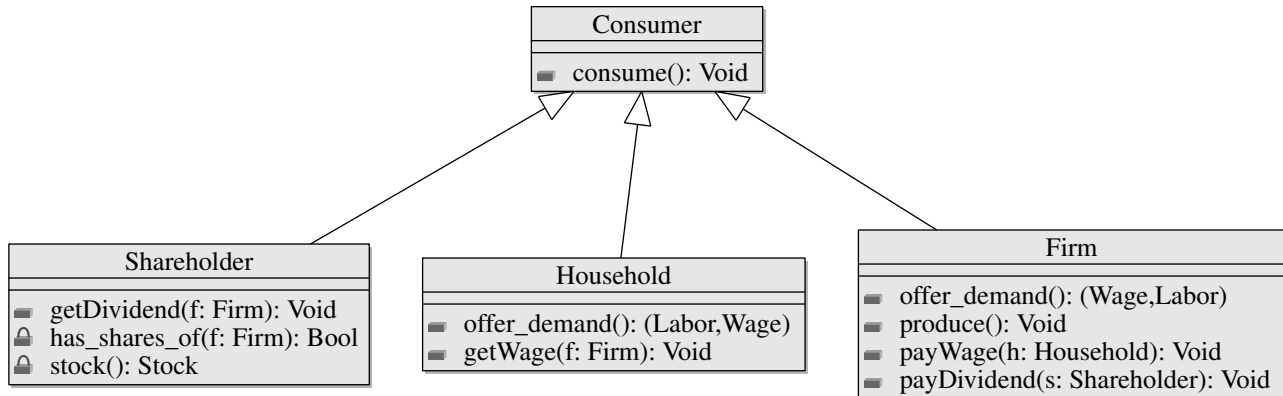 Consumer
consume(): Void
Shareholder
getDividend(f: Firm): Void
has_shares_of(f: Firm): Bool
stock(): Stock
Household
offer_demand(): (Labor,Wage)
getWage(f: Firm): Void
Firm
offer_demand(): (Wage,Labor)
produce(): Void
payWage(h: Household): Void
payDividend(s: Shareholder): Void